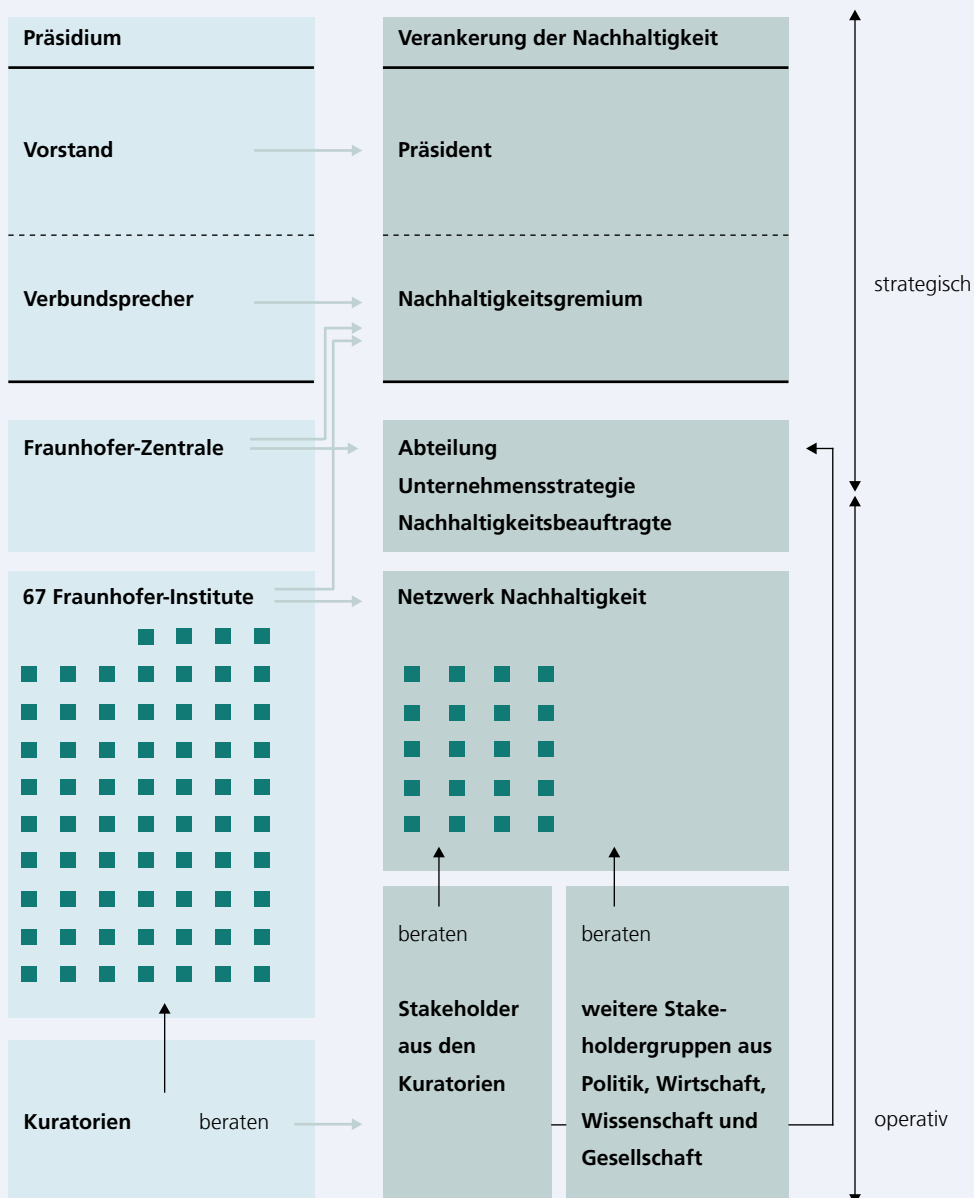 Präsidium
Verankerung der Nachhaltigkeit
Vorstand
Präsident
strategisch
Verbundsprecher
Nachhaltigkeitsgremium
Fraunhofer-Zentrale
Abteilung
Unternehmensstrategie
Nachhaltigkeitsbeauftragte
67 Fraunhofer-Institute
Netzwerk Nachhaltigkeit
beraten
Stakeholder
aus den
Kuratorien
beraten
weitere Stake-
holdergruppen aus
Politik, Wirtschaft,
Wissenschaft und
Gesellschaft
Kuratorien
beraten
operativ